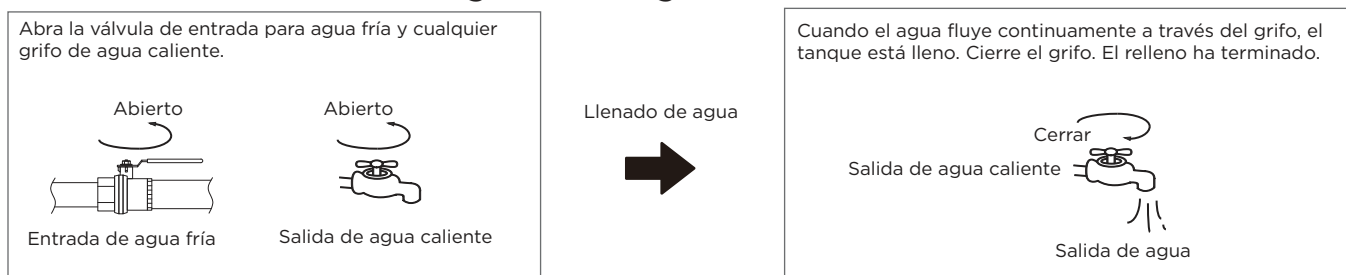 Abra la válvula de entrada para agua fría y cualquier
grifo de agua caliente.
Abierto
Abierto
Entrada de agua fría
Salida de agua caliente
Llenado de agua
Cuando el agua fluye continuamente a través del grifo, el
tanque está lleno. Cierre el grifo. El relleno ha terminado.
Cerrar
Salida de agua caliente
Salida de agua